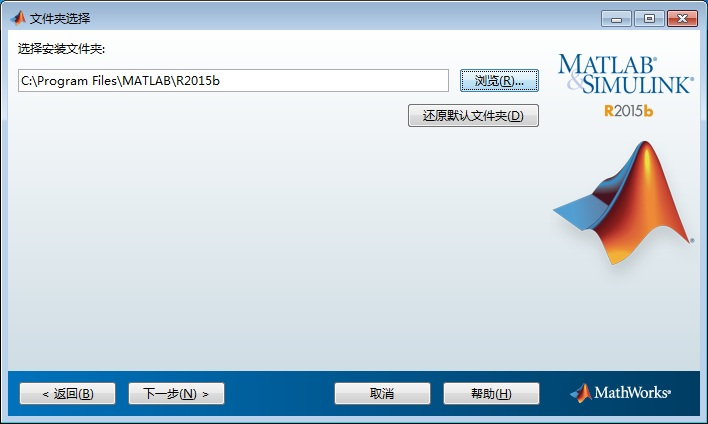 文件夹选择
选择安装文件夹:
C:\Program Files\MATLAB\R2015b
浏览(R)...
还原默认文件夹(D)
MATLAB®
&SIMULINK®
R2015b
®
< 返回(B)
下一步(N) >
取消
帮助(H)
MathWorks®